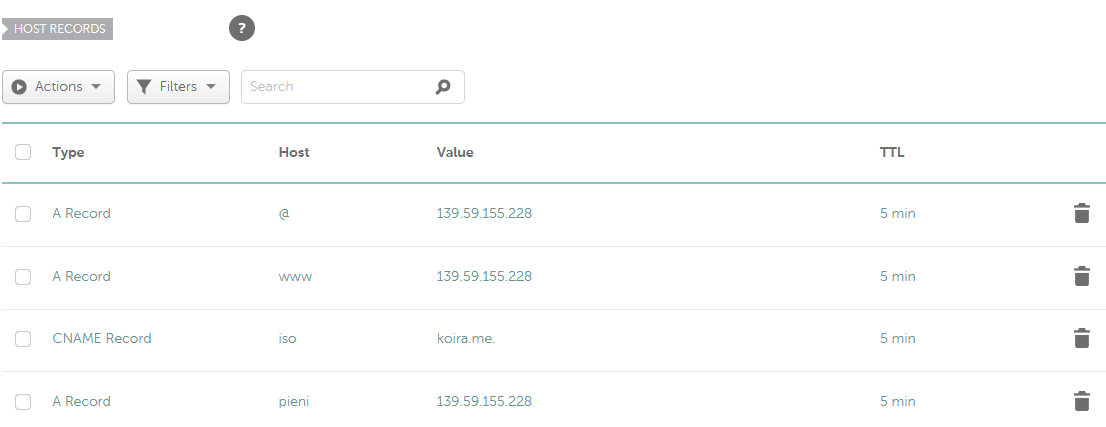 HOST RECORDS ?
Actions Filters Search
Type Host Value TTL
A Record @ 139.59.155.228 5 min
A Record www 139.59.155.228 5 min
CNAME Record iso koira.me. 5 min
A Record pieni 139.59.155.228 5 min